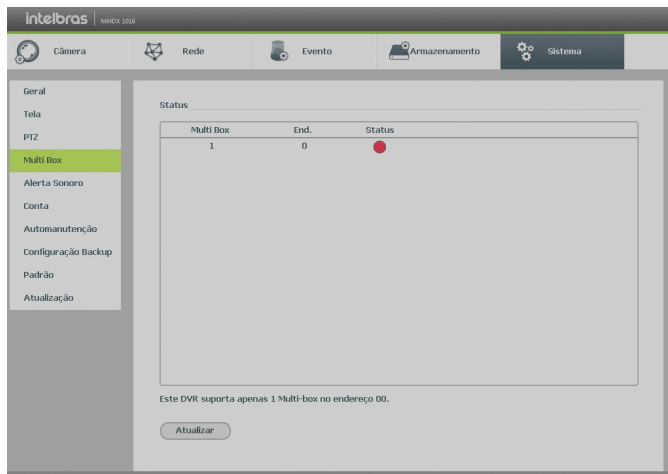 intelbras MHDX 1016
Câmera Rede Evento Armazenamento Sistema
Geral
Tela
PTZ
Multi Box
Alerta Sonoro
Conta
Automanutenção
Configuração Backup
Padrão
Atualização
Status
Multi Box End. Status
1 0
Este DVR suporta apenas 1 Multi-box no endereço 00.
Atualizar